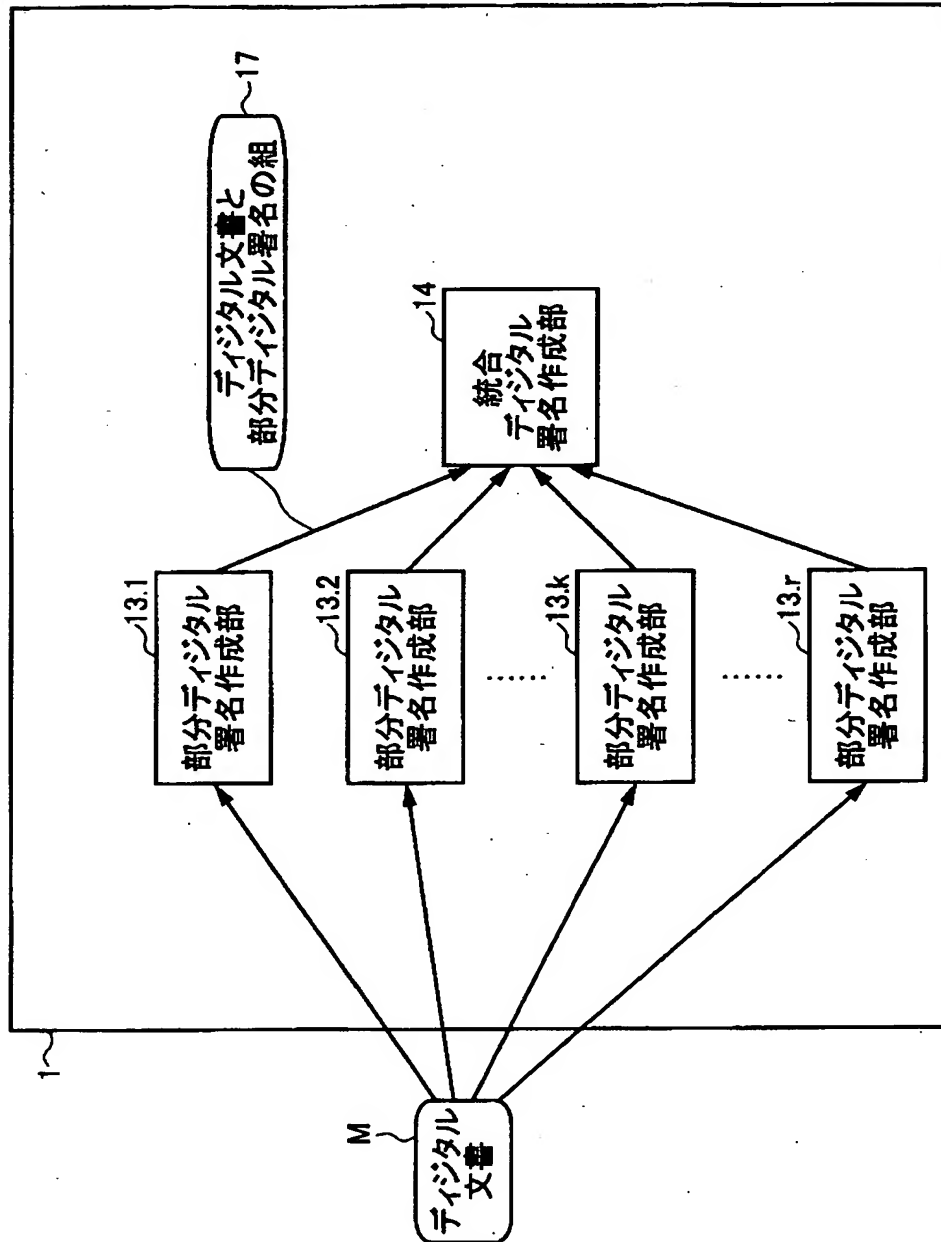 1
M
ディジタル
文書
13.1
部分ディジタル
署名作成部
13.2
部分ディジタル
署名作成部
13.k
部分ディジタル
署名作成部
13.r
部分ディジタル
署名作成部
14
統合
ディジタル
署名作成部
17
ディジタル文書と
部分ディジタル署名の組